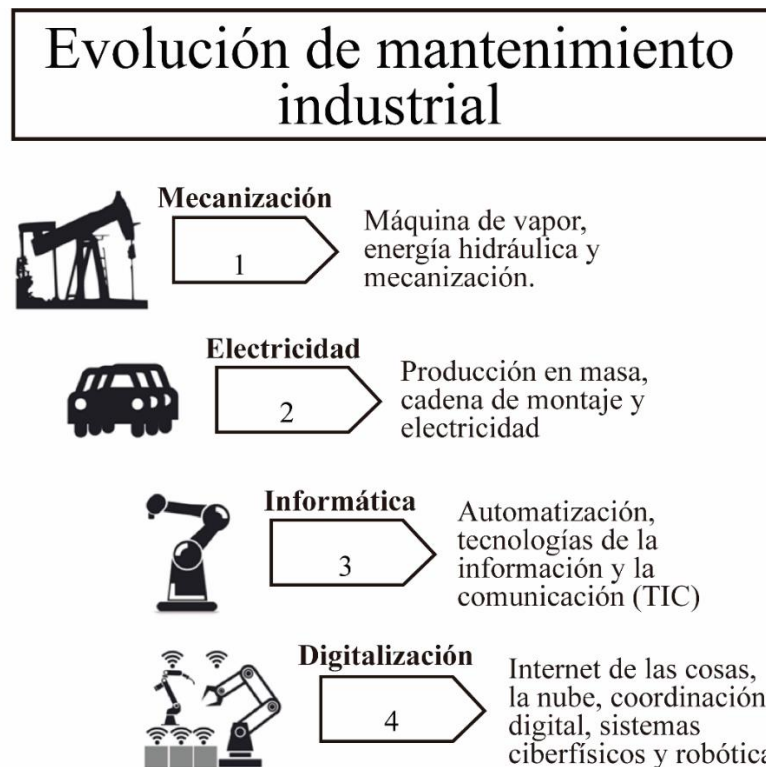 Evolución de mantenimiento
industrial
Mecanización
1
Máquina de vapor,
energía hidráulica y
mecanización.
Electricidad
2
Producción en masa,
cadena de montaje y
electricidad
Informática
3
Automatización,
tecnologías de la
información y la
comunicación (TIC)
Digitalización
4
Internet de las cosas,
la nube, coordinación
digital, sistemas
ciberfísicos y robótica